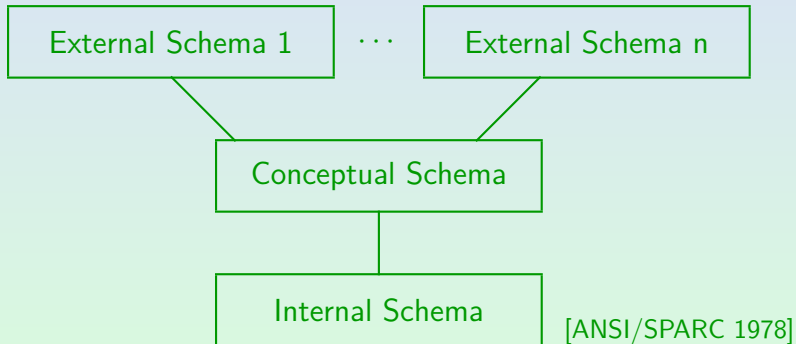 External Schema 1 · · · External Schema n
Conceptual Schema
Internal Schema
[ANSI/SPARC 1978]